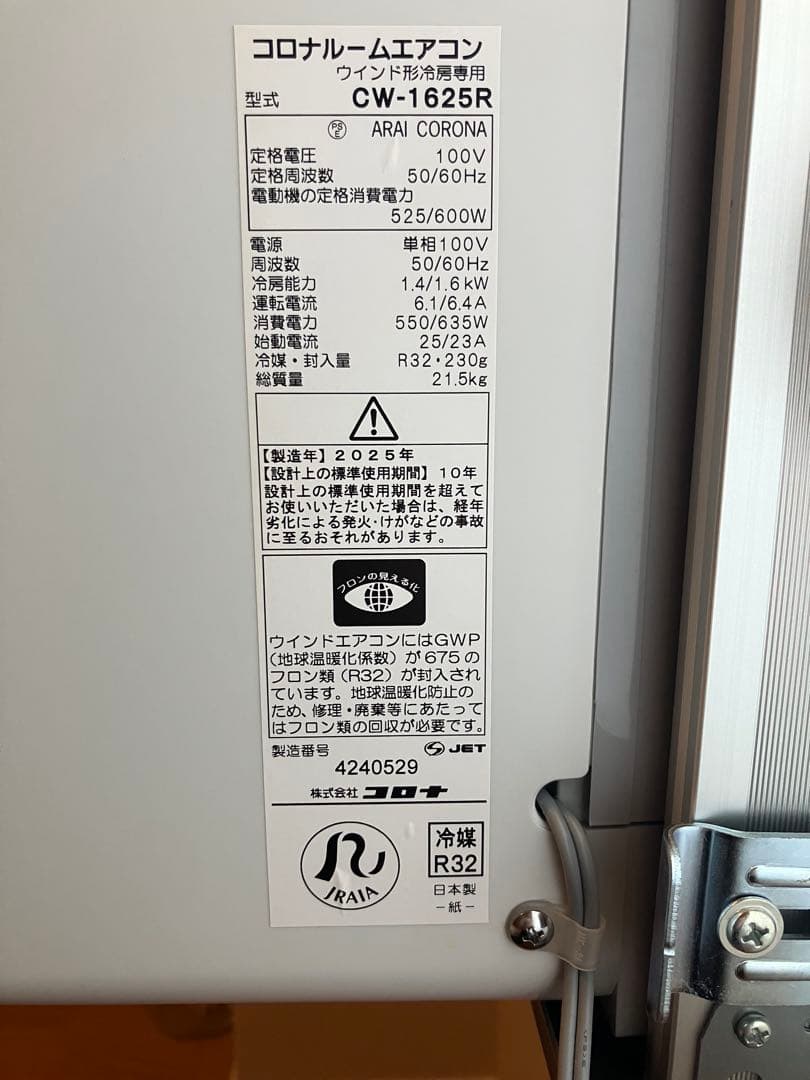 コロナルームエアコン
ウインド形冷房専用
型式 CW-1625R
PS E ARAI CORONA
定格電圧 100V
定格周波数 50/60Hz
電動機の定格消費電力
525/600W
電源 単相100V
周波数 50/60Hz
冷房能力 1.4/1.6kW
運転電流 6.1/6.4A
消費電力 550/635W
始動電流 25/23A
冷媒・封入量 R32・230g
総質量 21.5kg
【製造年】2025年
【設計上の標準使用期間】10年
設計上の標準使用期間を超えて
お使いいただいた場合は、経年
劣化による発火・けがなどの事故
に至るおそれがあります。
フロンの見える化
ウインドエアコンにはGWP
(地球温暖化係数)が675の
フロン類(R32)が封入され
ています。地球温暖化防止の
ため、修理・廃棄等にあたって
はフロン類の回収が必要です。
製造番号 JET
4240529
株式会社 コロナ
JRAIA
冷媒
R32
日本製
-紙-